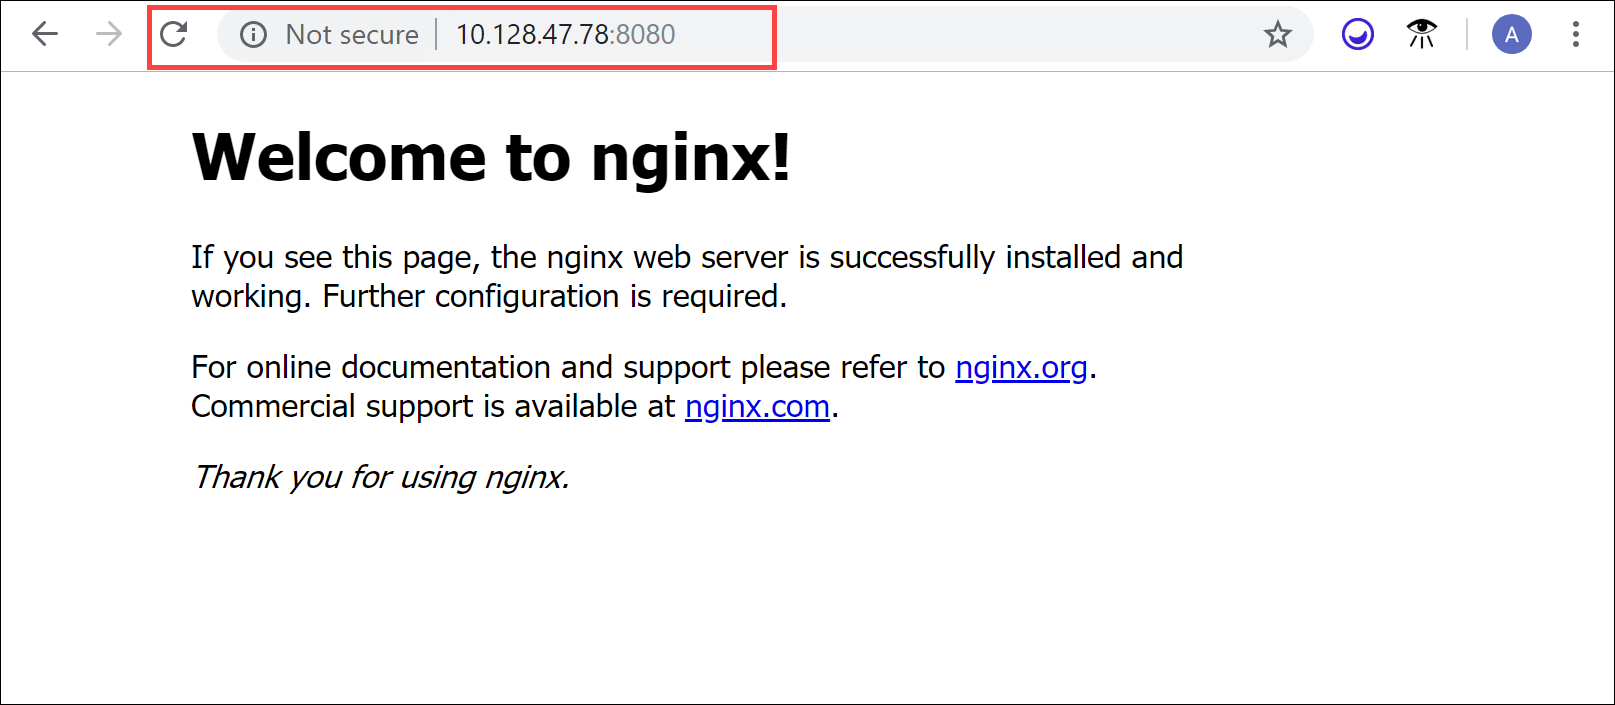 Not secure | 10.128.47.78:8080
A
Welcome to nginx!
If you see this page, the nginx web server is successfully installed and
working. Further configuration is required.
For online documentation and support please refer to nginx.org.
Commercial support is available at nginx.com.
Thank you for using nginx.